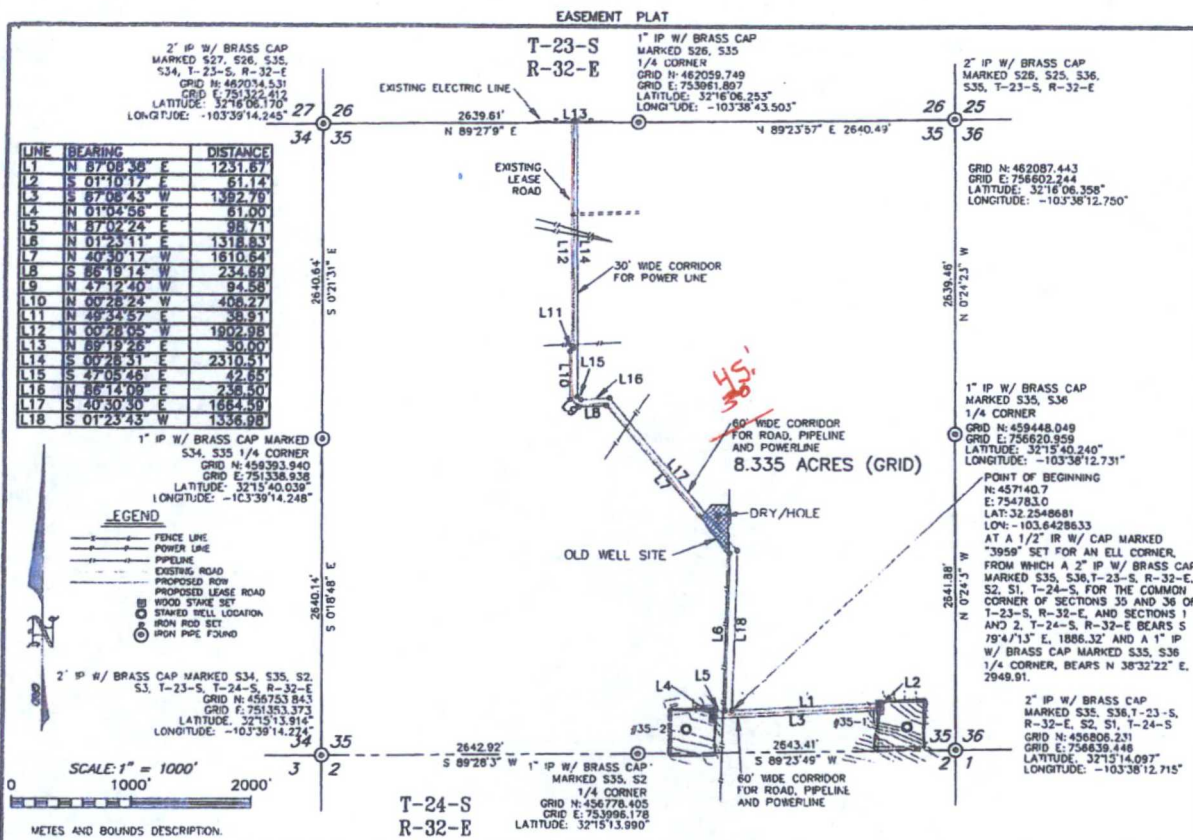 EASEMENT PLAT
T-23-S
R-32-E
2" IP W/ BRASS CAP
MARKED S27, S26, S35,
S34, T-23-S, R-32-E
GRID N: 462034.531
GRID E: 751322.412
LATITUDE: 32°16'06.170"
LONGITUDE: -103°39'14.245"
27 26
34 35
EXISTING ELECTRIC LINE
2639.61'
N 89°27'9" E
L13
1" IP W/ BRASS CAP
MARKED S26, S35
1/4 CORNER
GRID N: 462059.749
GRID E: 753961.897
LATITUDE: 32°16'06.253"
LONGITUDE: -103°38'43.503"
N 89°23'57" E 2640.49'
2" IP W/ BRASS CAP
MARKED S26, S25, S36,
S35, T-23-S, R-32-E
26 25
35 36
GRID N: 462087.443
GRID E: 756602.244
LATITUDE: 32°16'06.358"
LONGITUDE: -103°38'12.750"
LINE BEARING DISTANCE
L1 N 87°08'38" E 1231.67'
L2 S 01°10'17" E 61.14'
L3 S 87°08'43" W 1392.79'
L4 N 01°04'56" E 61.00'
L5 N 87°02'24" E 98.71'
L6 N 01°23'11" E 1318.83'
L7 N 40°30'17" W 1610.64'
L8 S 86°19'14" W 234.69'
L9 N 47°12'40" W 94.58'
L10 N 00°28'24" W 408.27'
L11 N 49°34'57" E 38.91'
L12 N 00°28'05" W 1902.98'
L13 N 89°19'26" E 30.00'
L14 S 00°28'31" E 2310.51'
L15 S 47°05'46" E 42.65'
L16 N 86°14'09" E 236.50'
L17 S 40°30'30" E 1664.59'
L18 S 01°23'43" W 1336.98'
2640.64'
S 0°21'31" E
EXISTING
LEASE
ROAD
L12
L14
30' WIDE CORRIDOR
FOR POWER LINE
L11
L15
L10
L9
L8
L16
45'
30
60' WIDE CORRIDOR
FOR ROAD, PIPELINE
AND POWERLINE
8.335 ACRES (GRID)
L17
L7
DRY/HOLE
OLD WELL SITE
2639.46'
N 0°24'23" W
1" IP W/ BRASS CAP
MARKED S35, S36
1/4 CORNER
GRID N: 459448.049
GRID E: 756620.959
LATITUDE: 32°15'40.240"
LONGITUDE: -103°38'12.731"
1" IP W/ BRASS CAP MARKED
S34, S35 1/4 CORNER
GRID N: 459393.940
GRID E: 751338.938
LATITUDE: 32°15'40.039"
LONGITUDE: -103°39'14.248"
POINT OF BEGINNING
N: 457140.7
E: 754783.0
LAT: 32.2548681
LON: -103.6428633
AT A 1/2" IR W/ CAP MARKED
"3959" SET FOR AN ELL CORNER,
FROM WHICH A 2" IP W/ BRASS CAP
MARKED S35, S36,T-23-S, R-32-E,
S2, S1, T-24-S, FOR THE COMMON
CORNER OF SECTIONS 35 AND 36 OF
T-23-S, R-32-E, AND SECTIONS 1
AND 2, T-24-S, R-32-E BEARS S
79°47'13" E, 1886.32' AND A 1" IP
W/ BRASS CAP MARKED S35, S36
1/4 CORNER, BEARS N 38°32'22" E,
2949.91.
LEGEND
FENCE LINE
POWER LINE
PIPELINE
EXISTING ROAD
PROPOSED ROW
PROPOSED LEASE ROAD
WOOD STAKE SET
STAKED WELL LOCATION
IRON ROD SET
IRON PIPE FOUND
2640.14'
S 0°18'48" E
2641.88'
N 0°24'3" W
L6
L18
L4
L5
L1
L3
L2
#35-2
#35-1
2" IP W/ BRASS CAP MARKED S34, S35, S2,
S3, T-23-S, T-24-S, R-32-E
GRID N: 456753.843
GRID E: 751353.373
LATITUDE: 32°15'13.914"
LONGITUDE: -103°39'14.224"
34 35
3 2
2642.92'
S 89°28'3" W
2643.41'
S 89°23'49" W
35 36
2 1
2" IP W/ BRASS CAP
MARKED S35, S36,T-23-S,
R-32-E, S2, S1, T-24-S
GRID N: 456806.231
GRID E: 756639.446
LATITUDE: 32°15'14.097"
LONGITUDE: -103°38'12.715"
1" IP W/ BRASS CAP
MARKED S35, S2
1/4 CORNER
GRID N: 456778.405
GRID E: 753996.178
LATITUDE: 32°15'13.990"
60' WIDE CORRIDOR
FOR ROAD, PIPELINE
AND POWERLINE
SCALE: 1" = 1000'
0 1000' 2000'
T-24-S
R-32-E
METES AND BOUNDS DESCRIPTION.